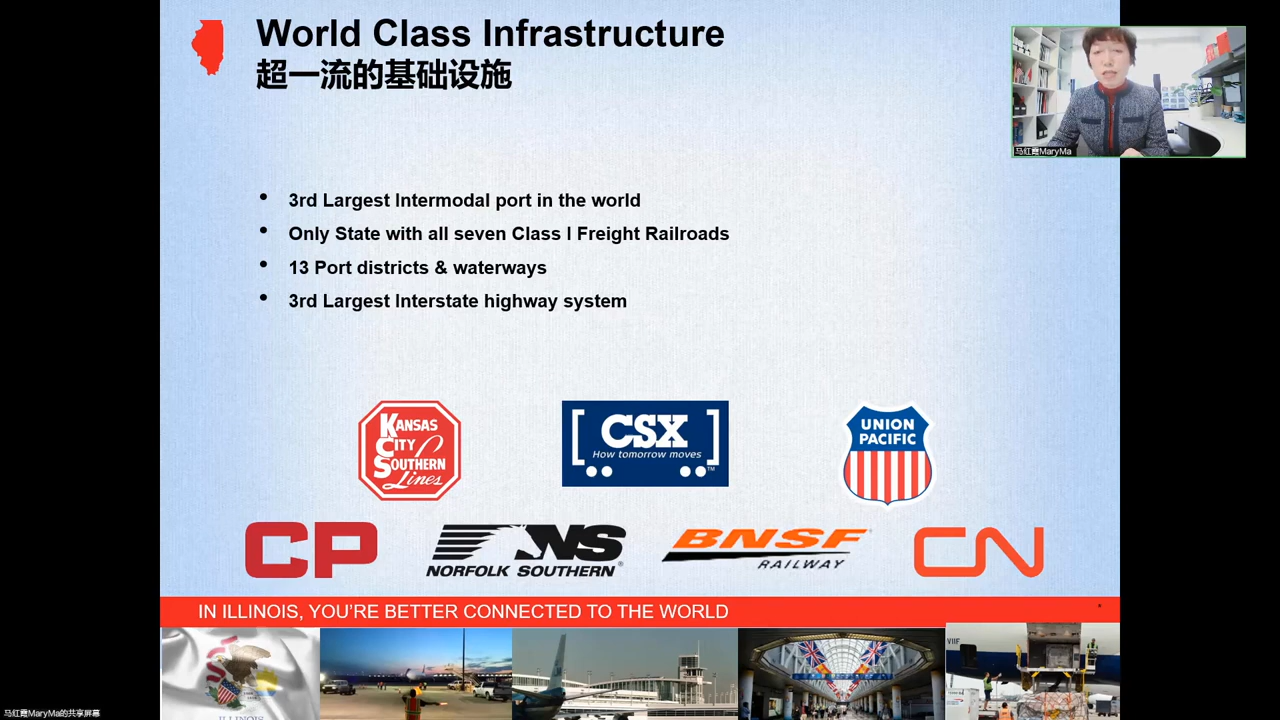 World Class Infrastructure
超一流的基础设施
马红霞MaryMa
• 3rd Largest Intermodal port in the world
• Only State with all seven Class I Freight Railroads
• 13 Port districts & waterways
• 3rd Largest Interstate highway system
KANSAS
CITY
SOUTHERN
Lines
CSX
How tomorrow moves
TM
UNION
PACIFIC
CP
NS
NORFOLK SOUTHERN®
BNSF®
RAILWAY
CN
IN ILLINOIS, YOU'RE BETTER CONNECTED TO THE WORLD
ILLINOIS
马红霞MaryMa的共享屏幕